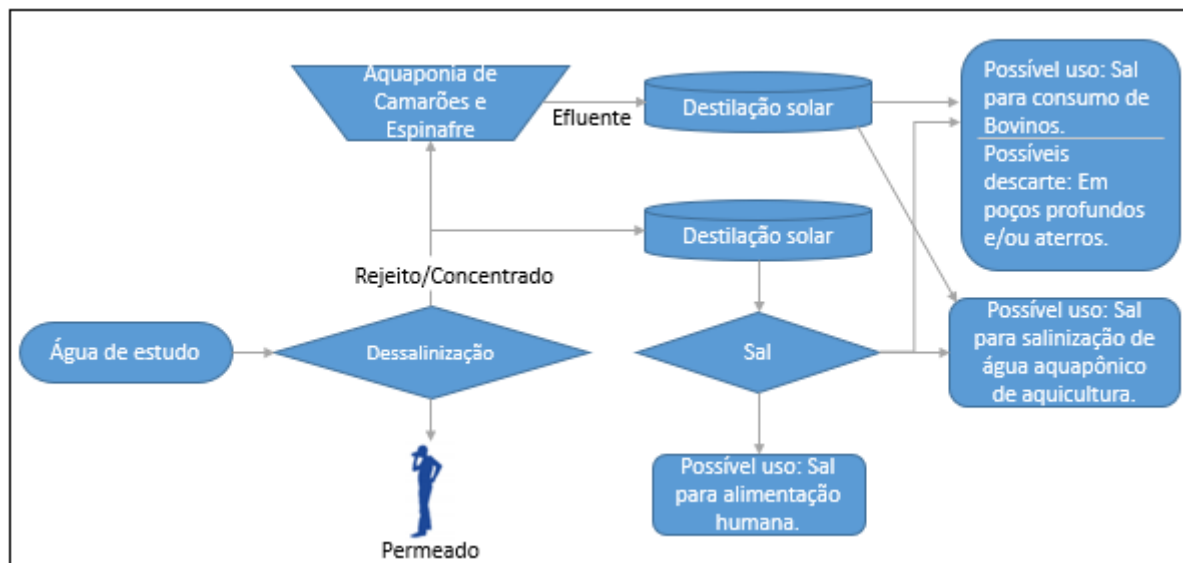 Aquaponia de
Camarões e
Espinafre
Efluente
Destilação solar
Possível uso: Sal
para consumo de
Bovinos.
Possíveis
descarte: Em
poços profundos
e/ou aterros.
Destilação solar
Rejeito/Concentrado
Água de estudo
Dessalinização
Sal
Possível uso: Sal
para salinização de
água aquapônico
de aquicultura.
Possível uso: Sal
para alimentação
humana.
Permeado